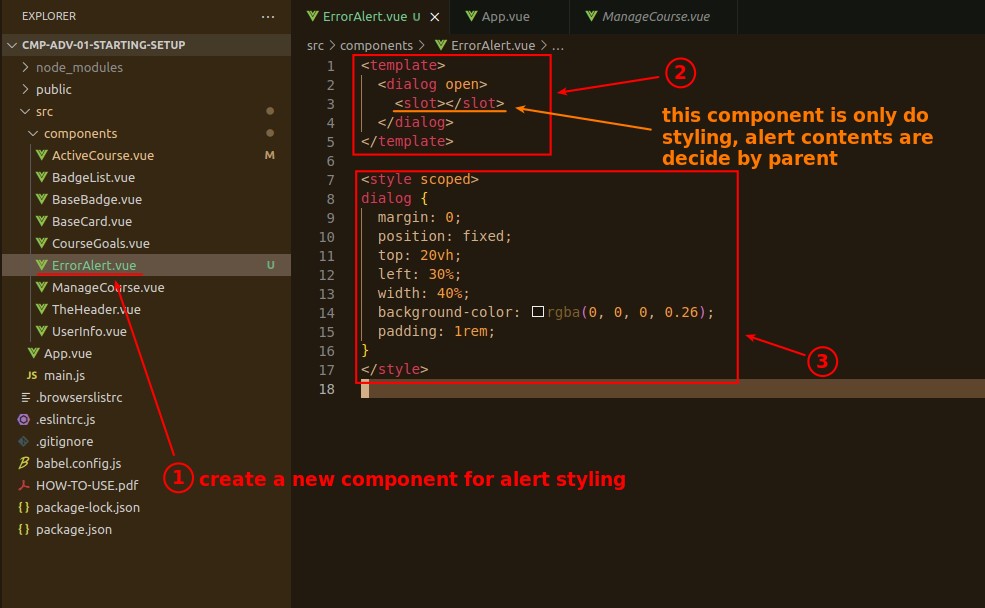 EXPLORER ...
ErrorAlert.vue U ×
App.vue
ManageCourse.vue
CMP-ADV-01-STARTING-SETUP
src > components > ErrorAlert.vue > ...
node_modules
public
src
components
ActiveCourse.vue M
BadgeList.vue
BaseBadge.vue
BaseCard.vue
CourseGoals.vue
ErrorAlert.vue U
ManageCourse.vue
TheHeader.vue
UserInfo.vue
App.vue
JS main.js
.browserslistrc
.eslintrc.js
.gitignore
babel.config.js
HOW-TO-USE.pdf
{ } package-lock.json
{ } package.json
1 <template>
2 <dialog open>
3 <slot></slot>
4 </dialog>
5 </template>
6
7 <style scoped>
8 dialog {
9 margin: 0;
10 position: fixed;
11 top: 20vh;
12 left: 30%;
13 width: 40%;
14 background-color: rgba(0, 0, 0, 0.26);
15 padding: 1rem;
16 }
17 </style>
18
2
this component is only do
styling, alert contents are
decide by parent
3
1 create a new component for alert styling